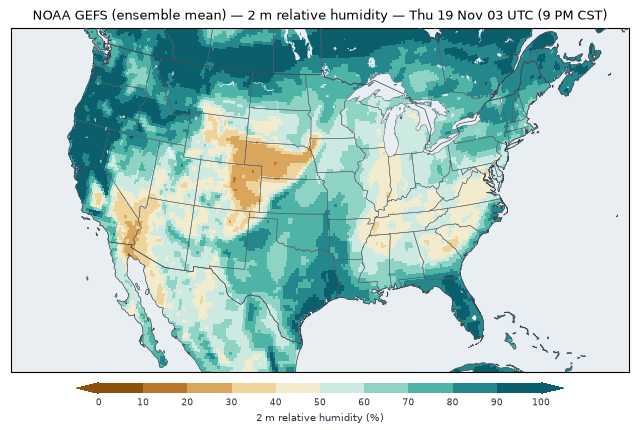 NOAA GEFS (ensemble mean) — 2 m relative humidity — Thu 19 Nov 03 UTC (9 PM CST)
0 10 20 30 40 50 60 70 80 90 100
2 m relative humidity (%)